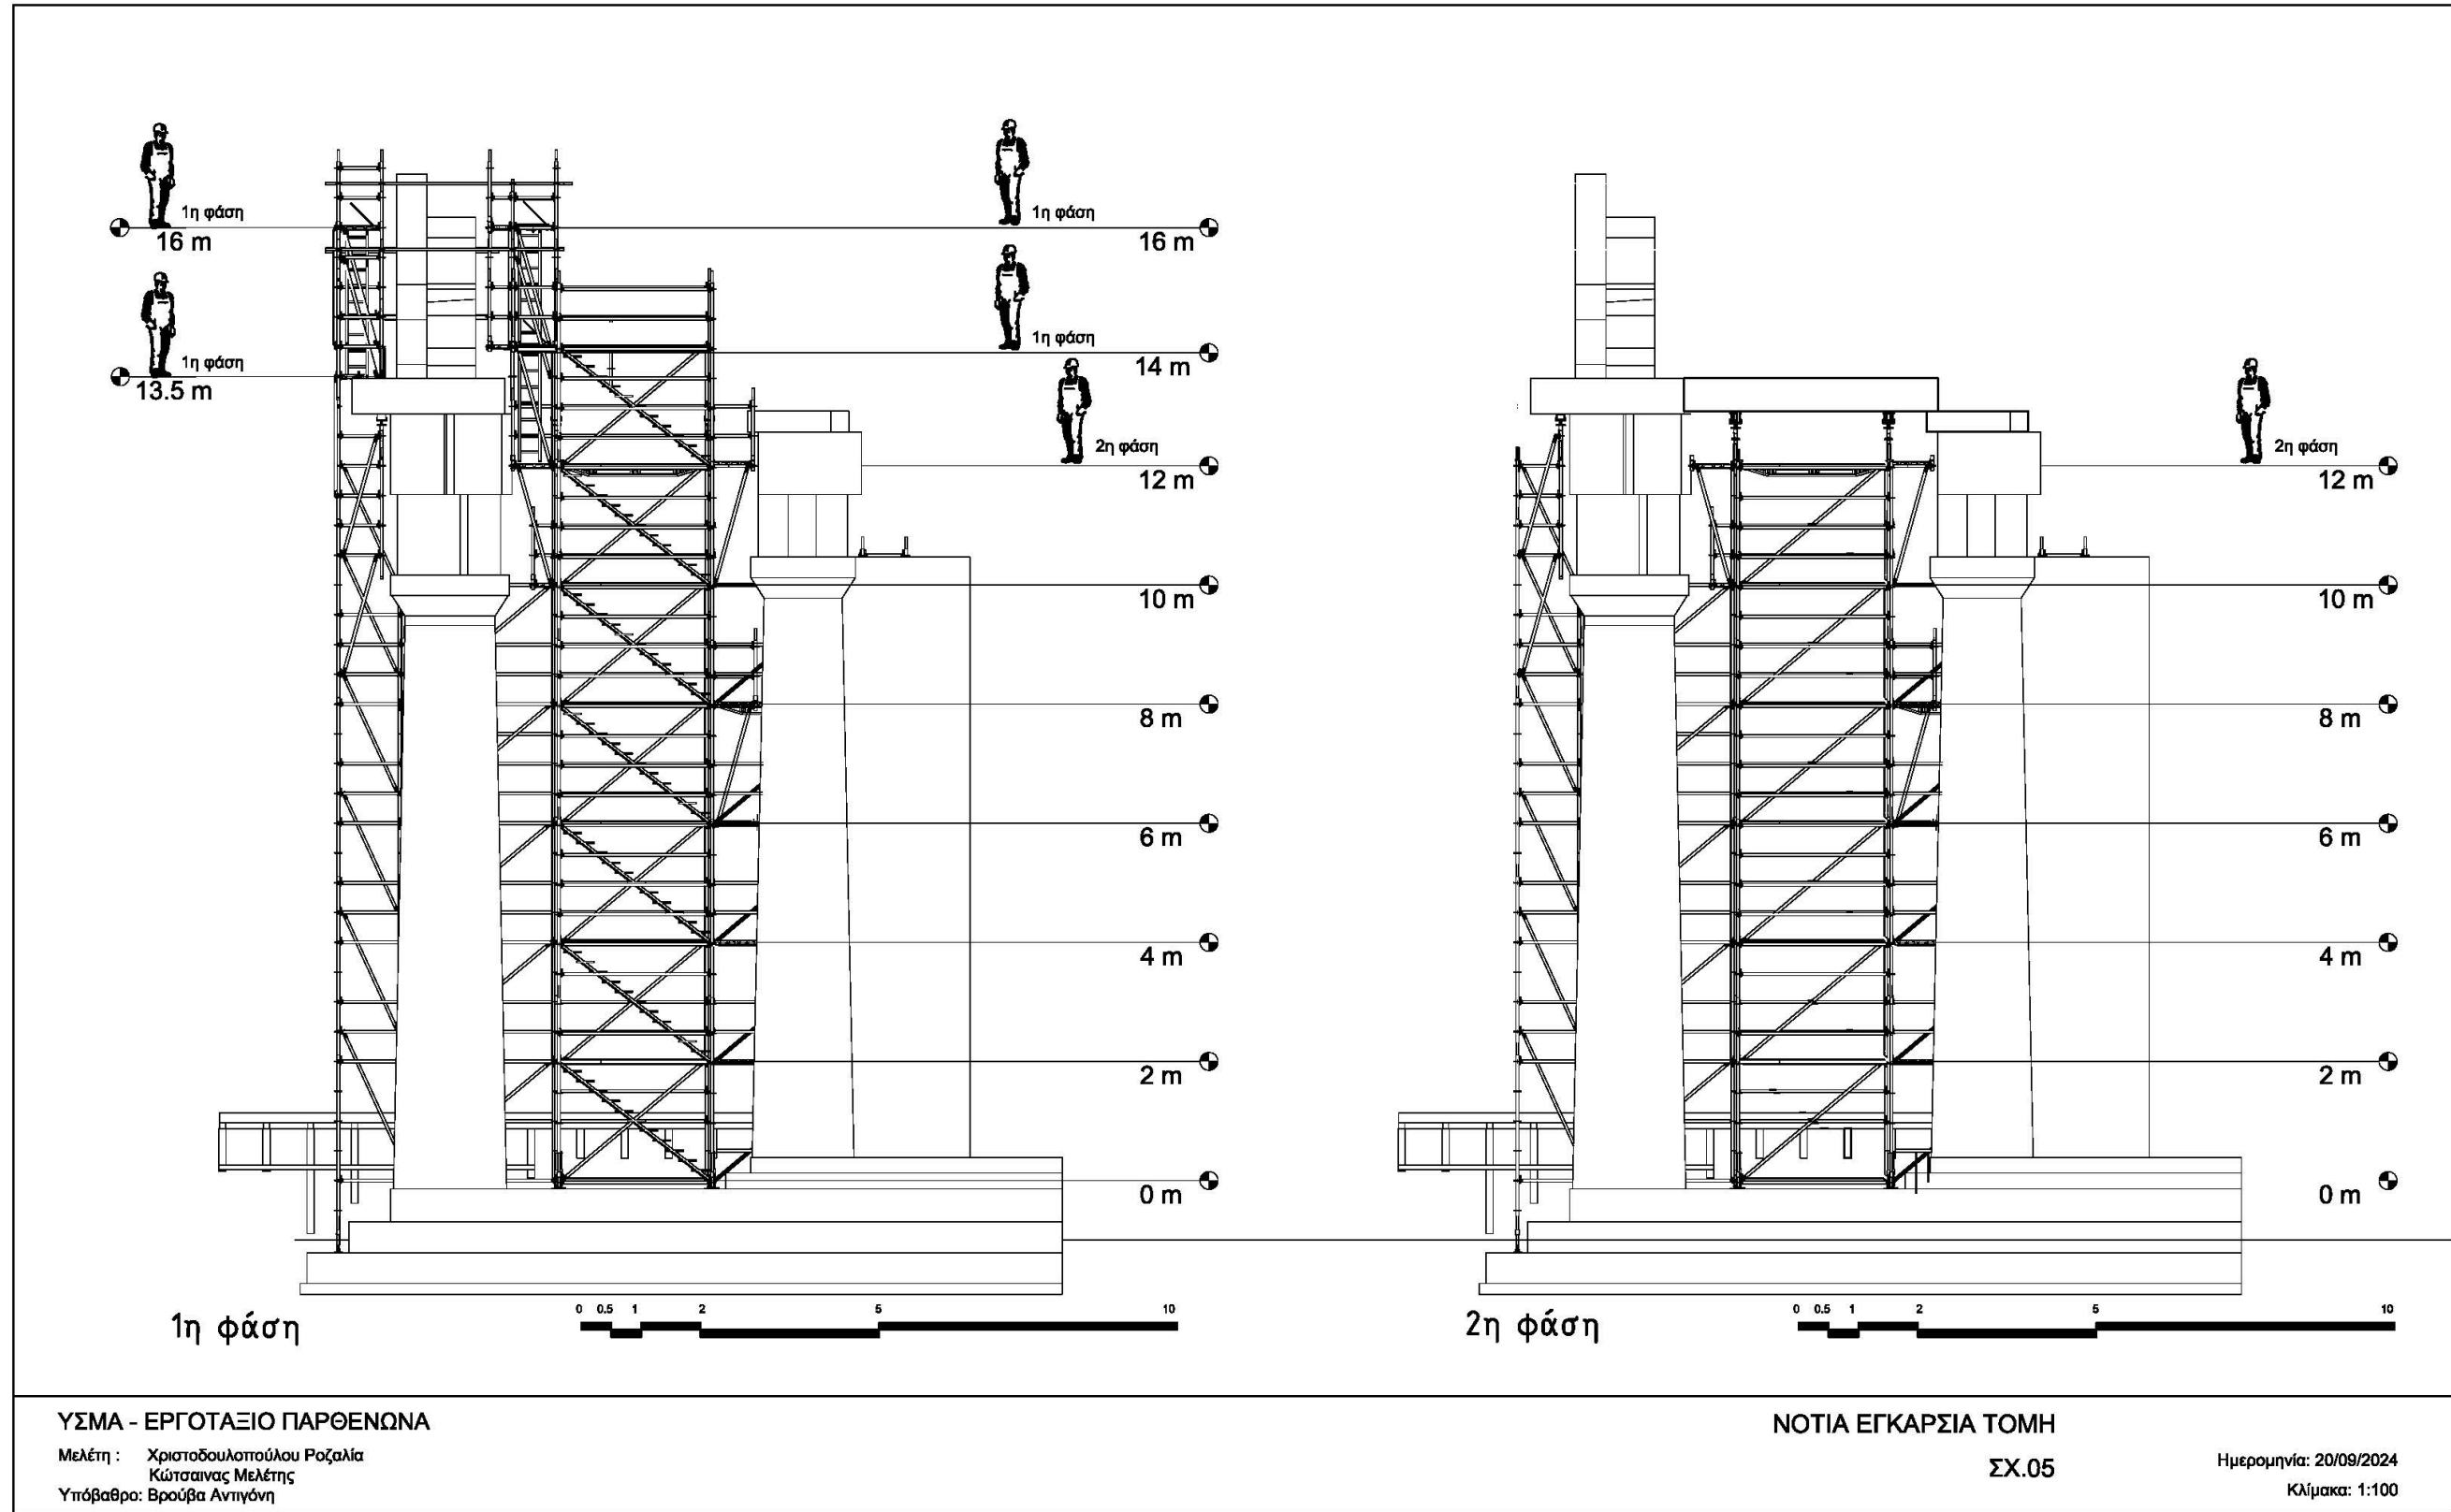 1η φάση
16 m
1η φάση
13.5 m
1η φάση
16 m
1η φάση
14 m
2η φάση
12 m
10 m
8 m
6 m
4 m
2 m
0 m
2η φάση
12 m
10 m
8 m
6 m
4 m
2 m
0 m
1η φάση
0 0.5 1 2 5 10
2η φάση
0 0.5 1 2 5 10
ΥΣΜΑ - ΕΡΓΟΤΑΞΙΟ ΠΑΡΘΕΝΩΝΑ
Μελέτη : Χριστοδουλοπούλου Ροζαλία
Κώτσαινας Μελέτης
Υπόβαθρο: Βρούβα Αντιγόνη
ΝΟΤΙΑ ΕΓΚΑΡΣΙΑ ΤΟΜΗ
ΣΧ.05
Ημερομηνία: 20/09/2024
Κλίμακα: 1:100